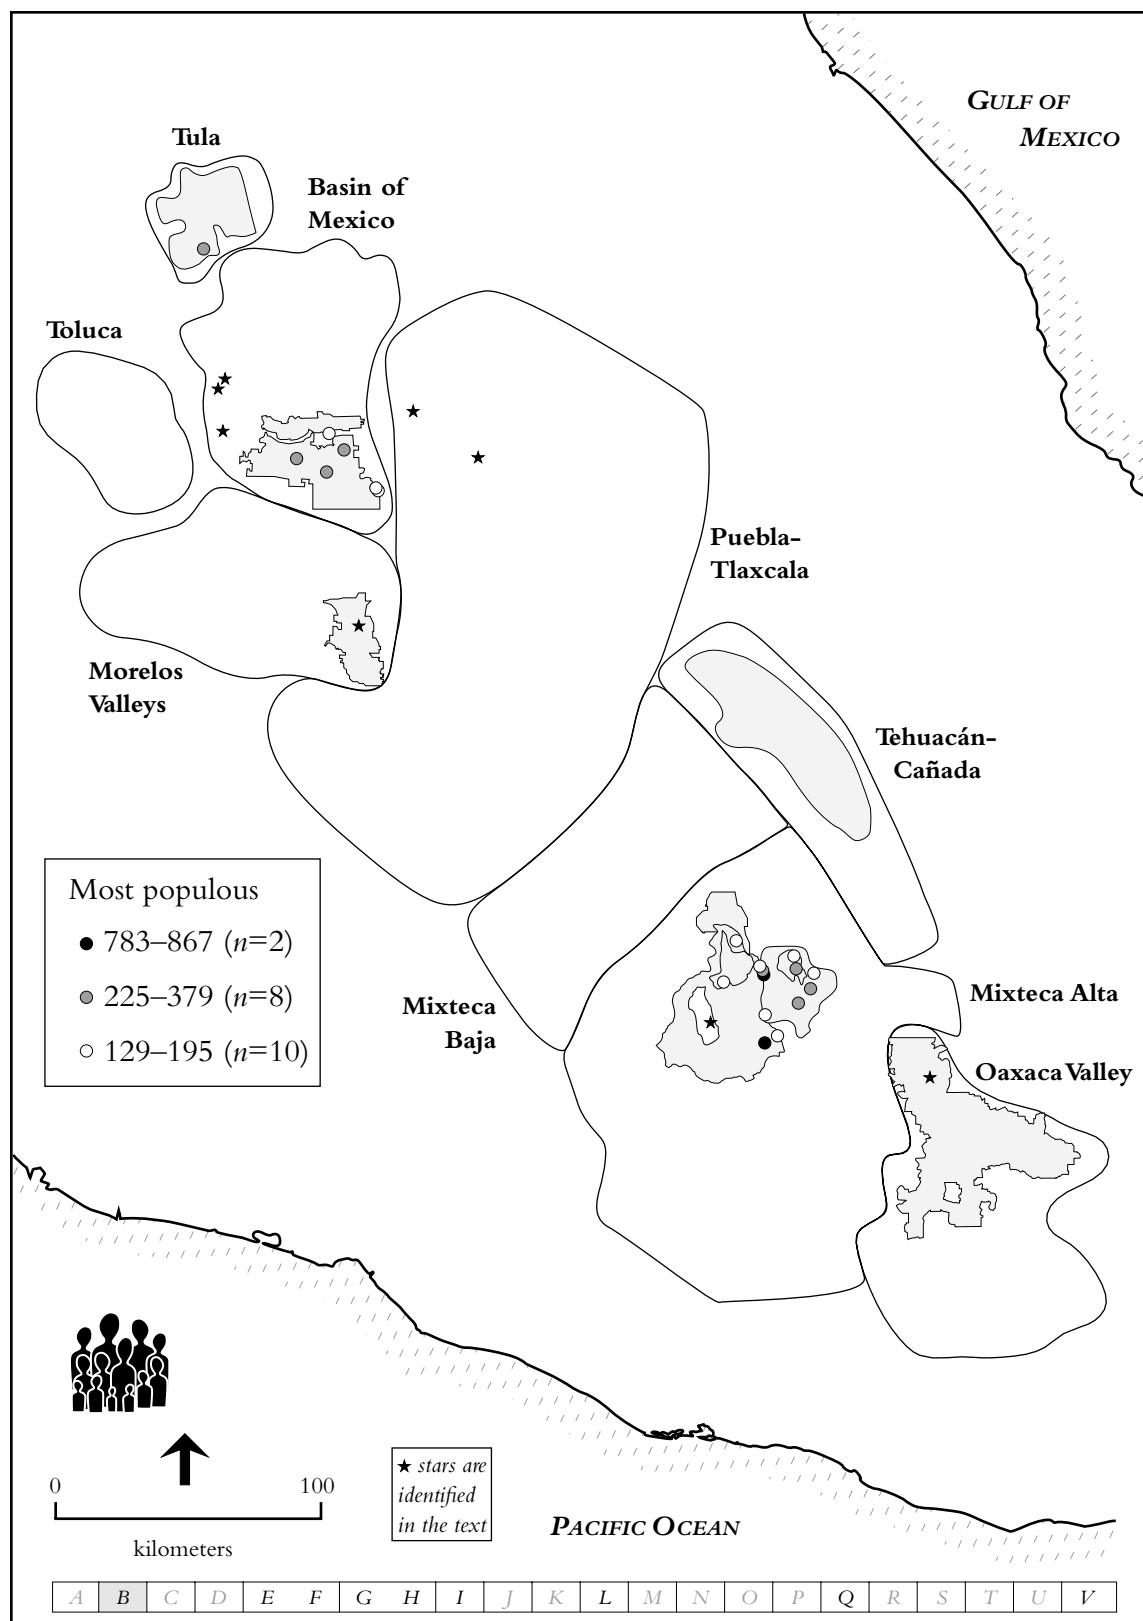 GULF OF
MEXICO
Tula
Basin of
Mexico
Toluca
Puebla-
Tlaxcala
Morelos
Valleys
Tehuacán-
Cañada
Most populous
783–867 (n=2)
225–379 (n=8)
129–195 (n=10)
Mixteca
Baja
Mixteca Alta
Oaxaca Valley
0 100
kilometers
★ stars are
identified
in the text
PACIFIC OCEAN
A B C D E F G H I J K L M N O P Q R S T U V